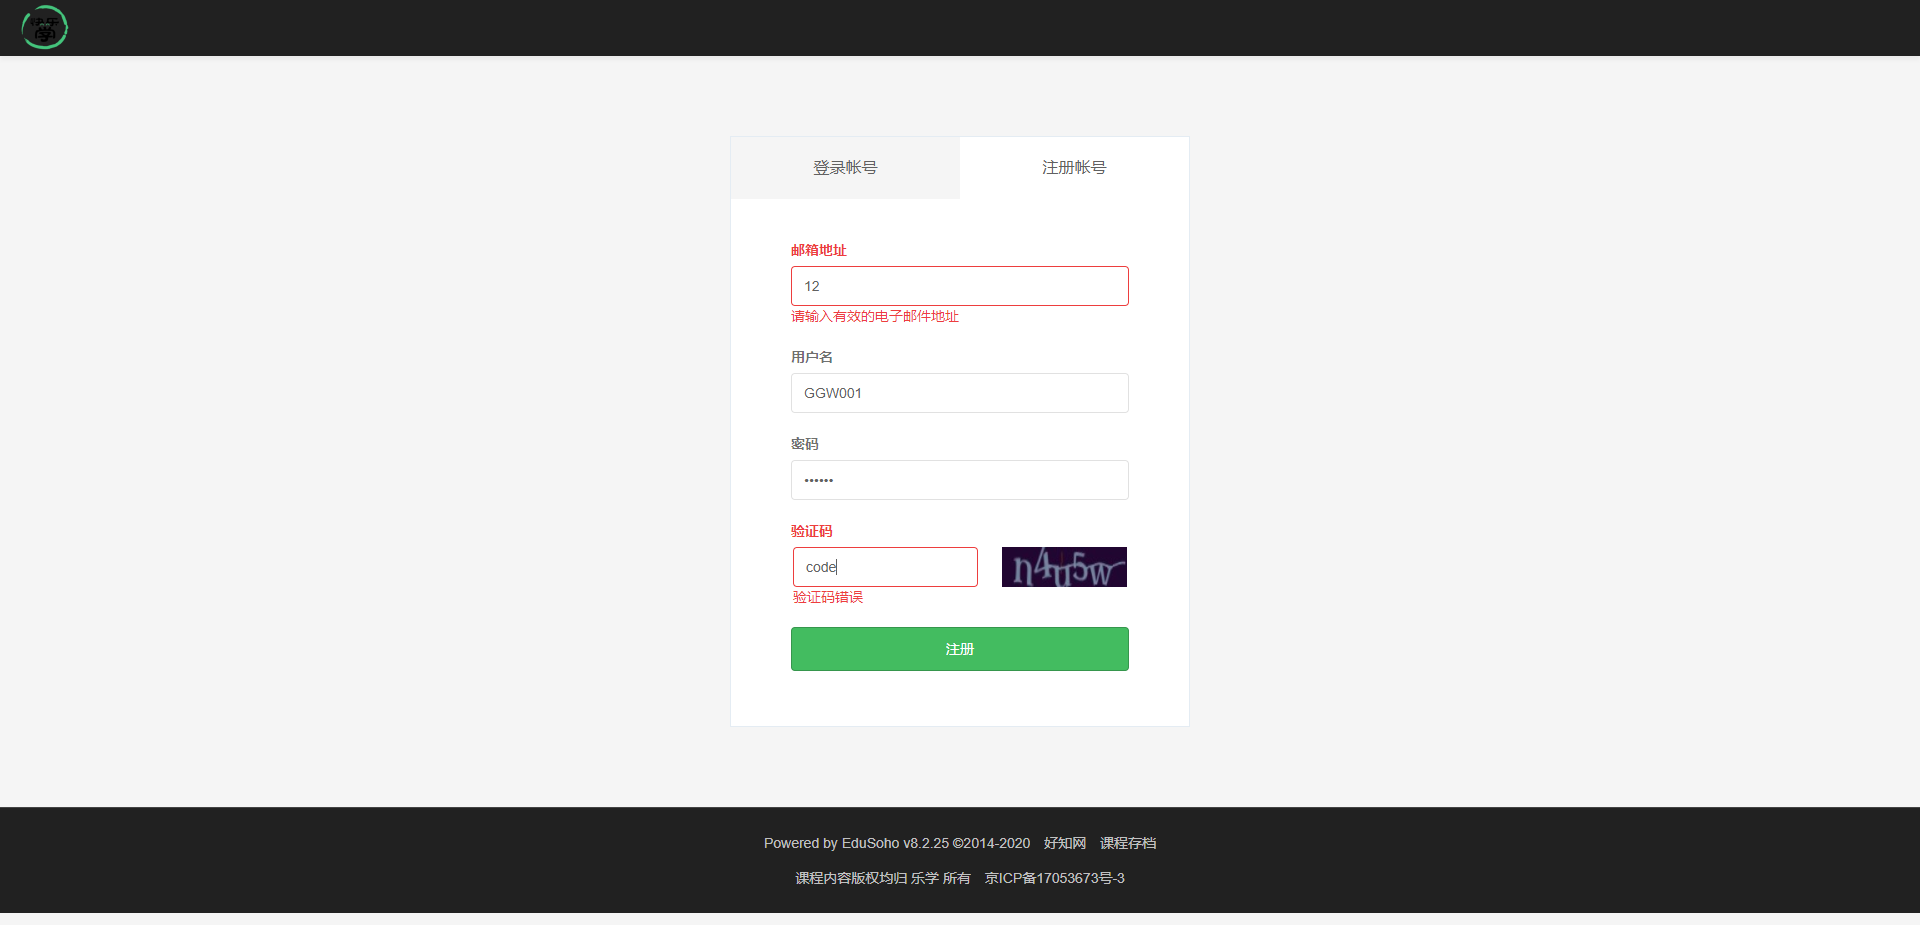 快乐
学
登录帐号
注册帐号
邮箱地址
12
请输入有效的电子邮件地址
用户名
GGW001
密码
••••••
验证码
code
n4u5w
验证码错误
注册
Powered by EduSoho v8.2.25 ©2014-2020 好知网 课程存档
课程内容版权均归 乐学 所有 京ICP备17053673号-3